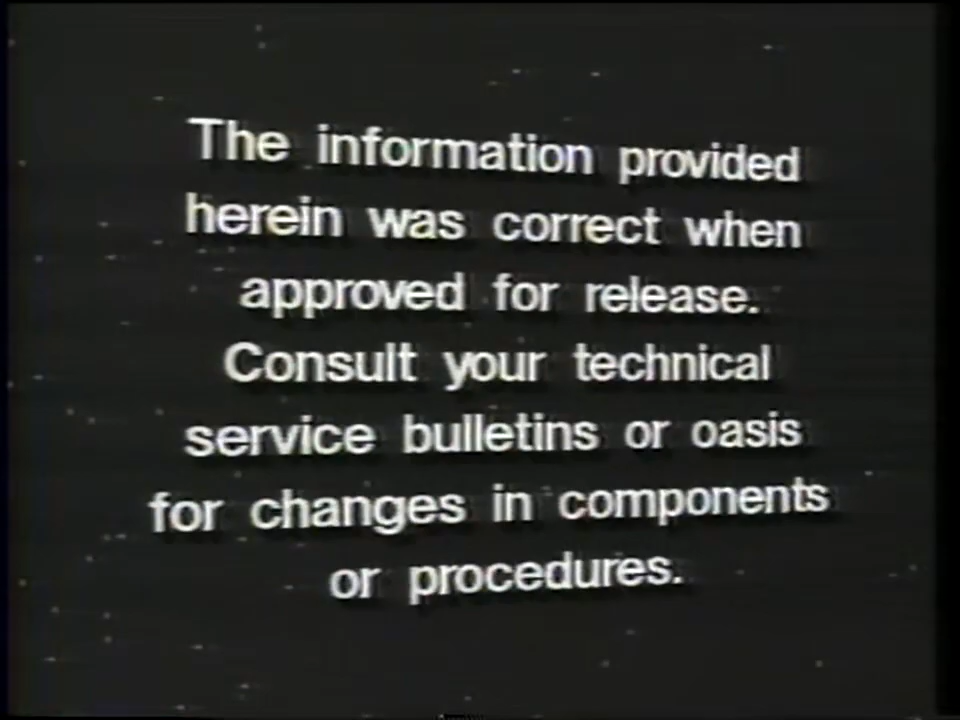 The information provided
herein was correct when
approved for release.
Consult your technical
service bulletins or oasis
for changes in components
or procedures.